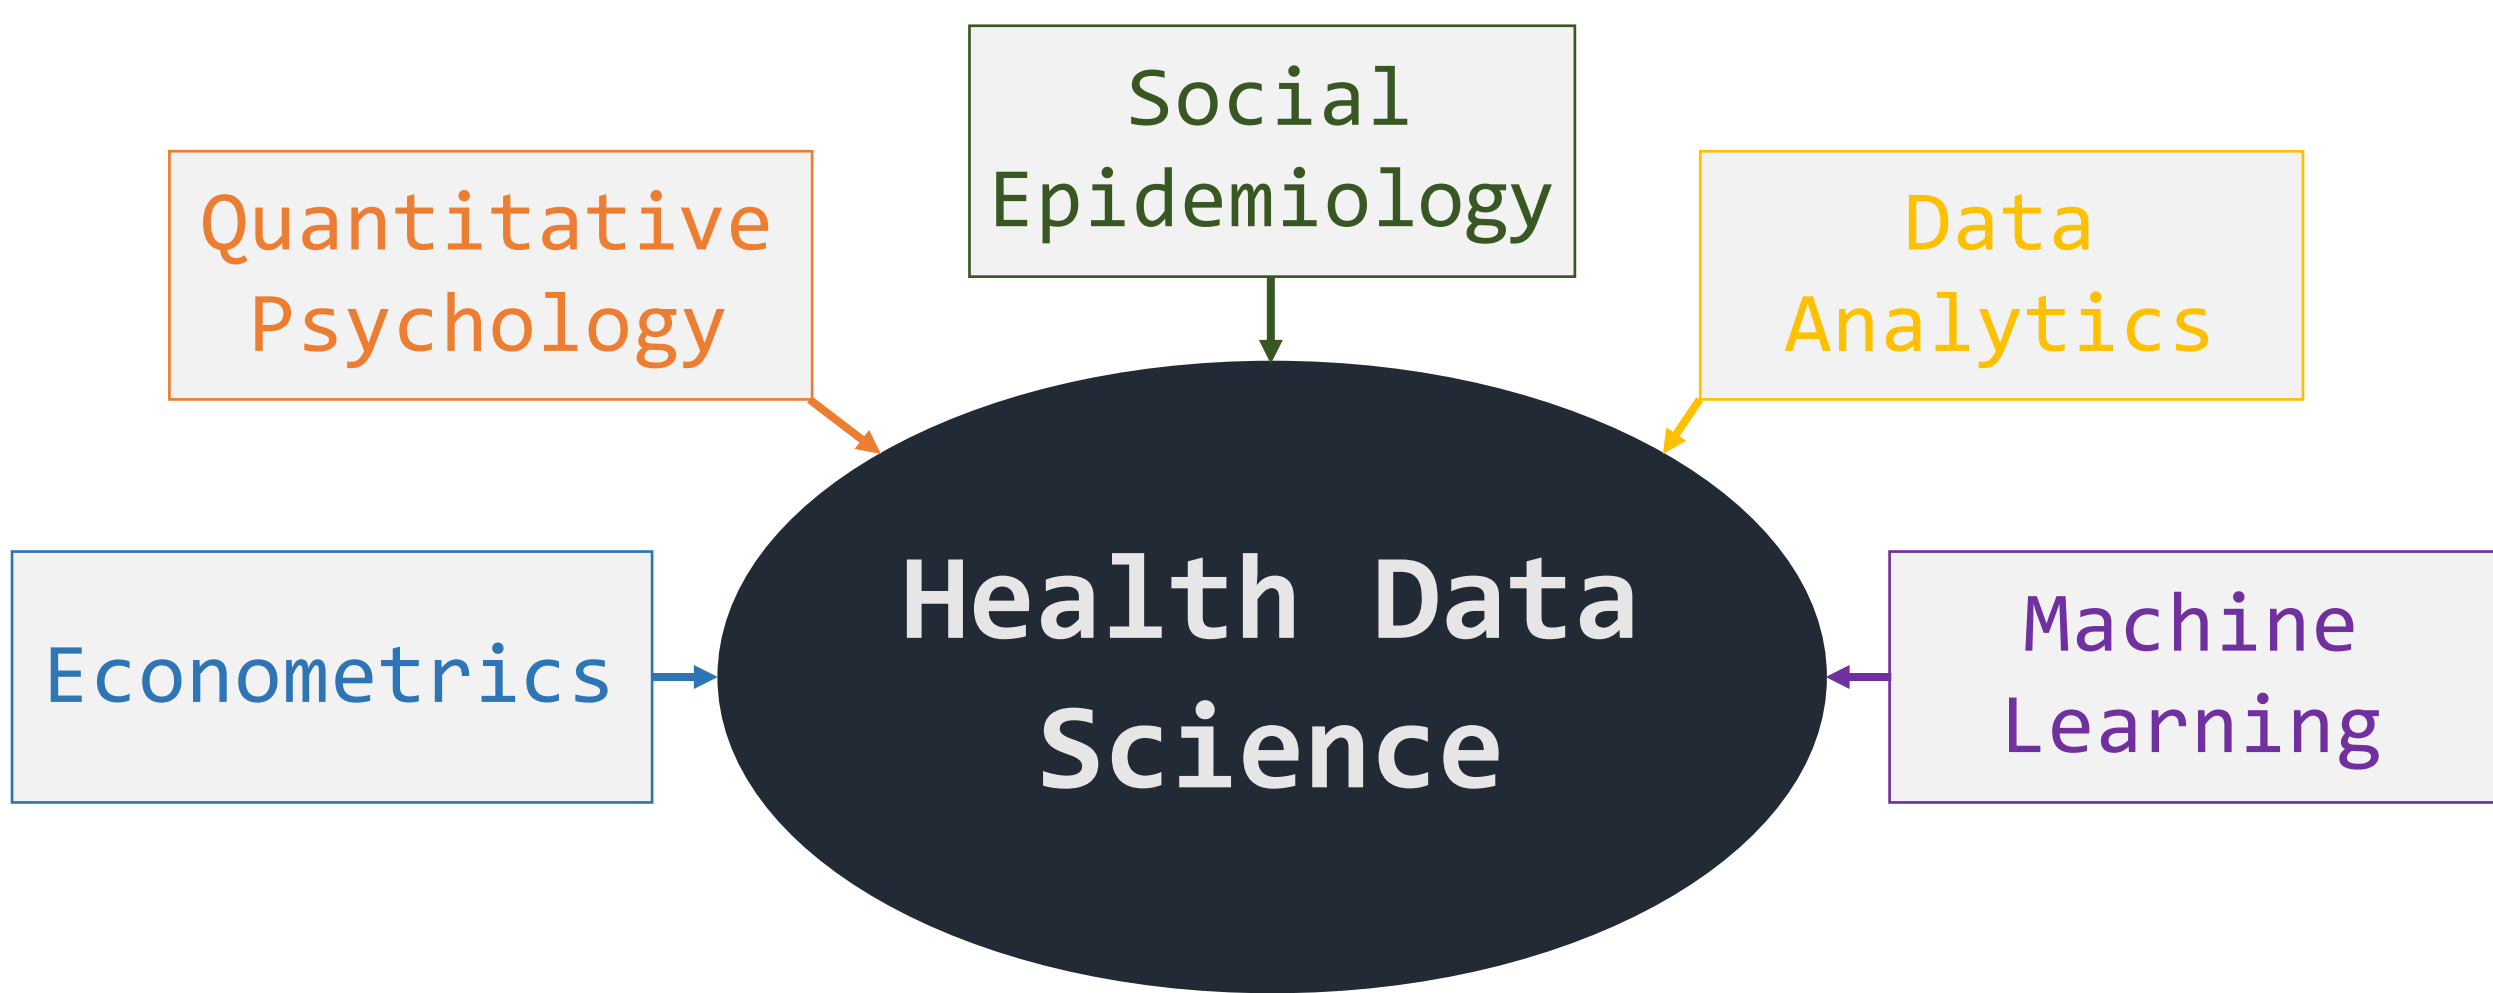 Social
Epidemiology
Quantitative
Psychology
Data
Analytics
Econometrics
Health Data
Science
Machine
Learning